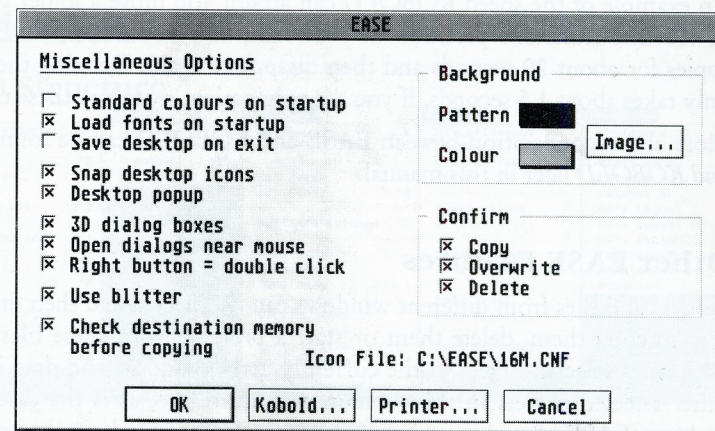 EASE
Miscellaneous Options
Standard colours on startup
Load fonts on startup
Save desktop on exit
Snap desktop icons
Desktop popup
3D dialog boxes
Open dialogs near mouse
Right button = double click
Use blitter
Check destination memory
before copying
Background
Pattern
Colour
Image...
Confirm
Copy
Overwrite
Delete
Icon File: C:\EASE\16M.CNF
OK
Kobold...
Printer...
Cancel